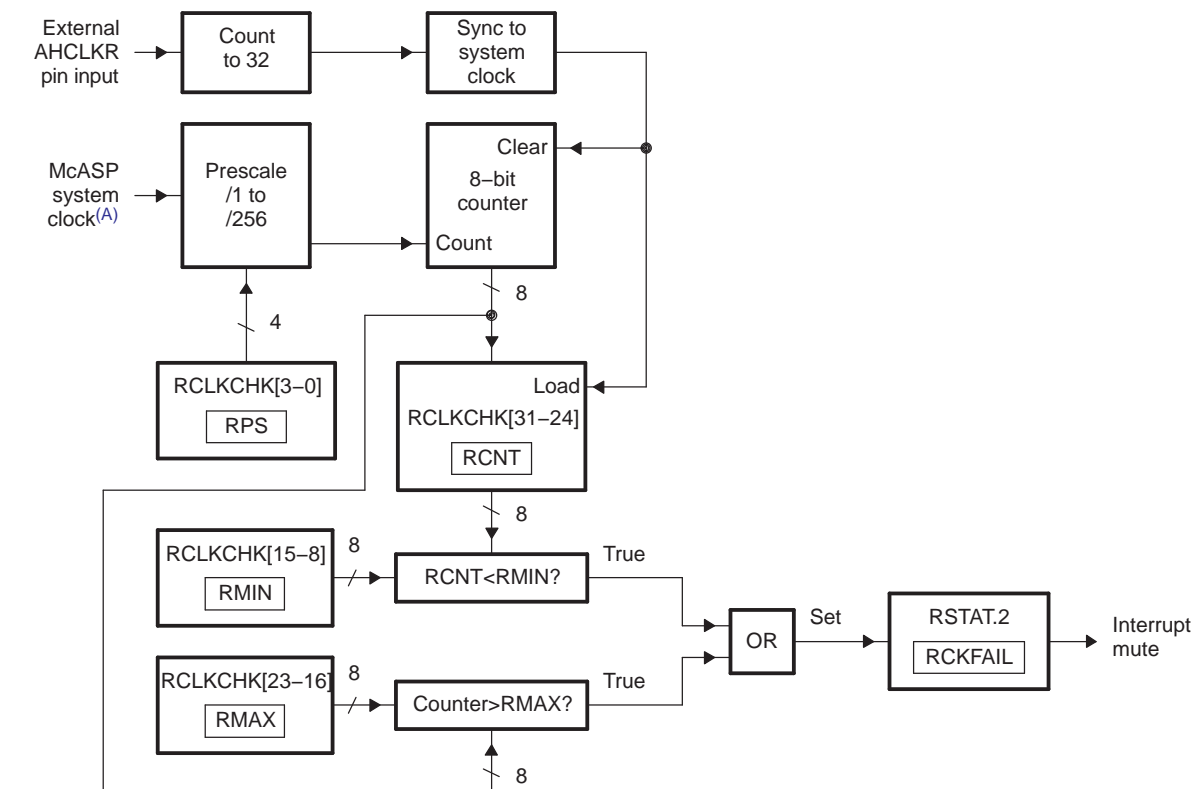 External
AHCLKR
pin input
Count
to 32
Sync to
system
clock
McASP
system
clock(A)
Prescale
/1 to
/256
Clear
8–bit
counter
Count
8
4
RCLKCHK[3–0]
RPS
Load
RCLKCHK[31–24]
RCNT
8
RCLKCHK[15–8]
RMIN
8
RCNT<RMIN?
True
OR
Set
RSTAT.2
RCKFAIL
Interrupt
mute
RCLKCHK[23–16]
RMAX
8
Counter>RMAX?
True
8